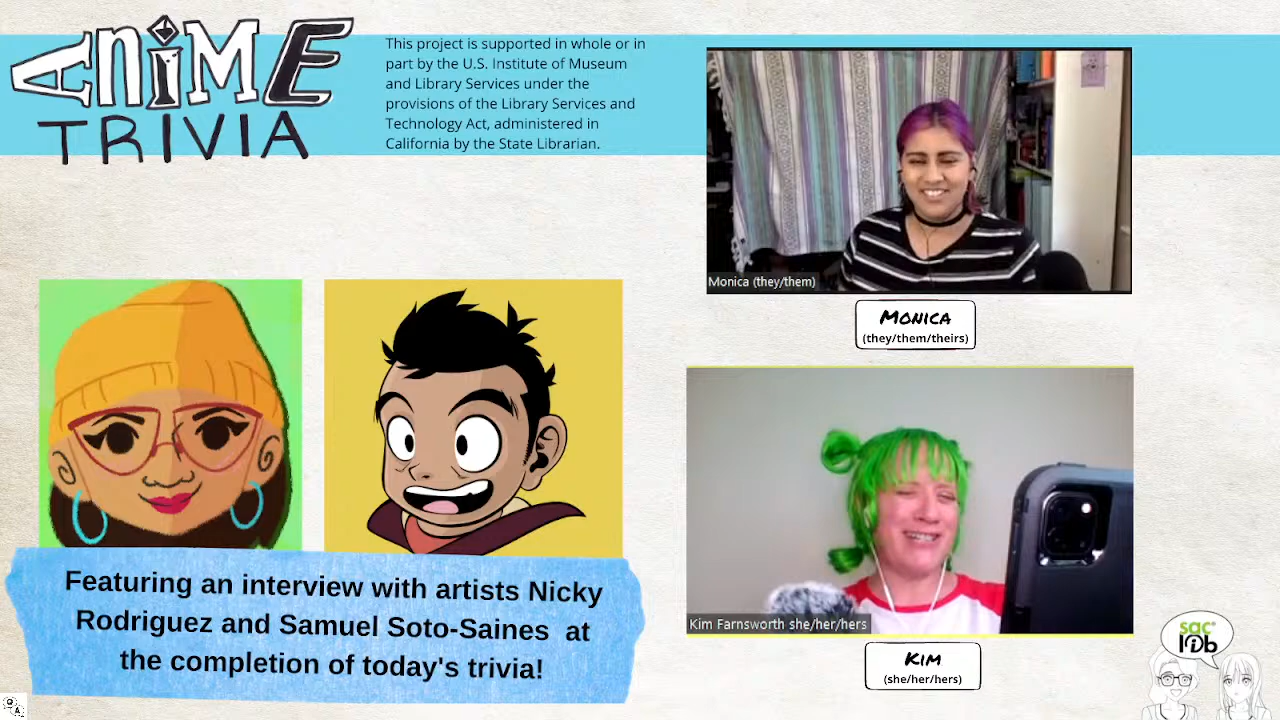 ANiME
TRIVIA
This project is supported in whole or in
part by the U.S. Institute of Museum
and Library Services under the
provisions of the Library Services and
Technology Act, administered in
California by the State Librarian.
Monica (they/them)
MONICA
(they/them/theirs)
Featuring an interview with artists Nicky
Rodriguez and Samuel Soto-Saines at
the completion of today's trivia!
Kim Farnsworth she/her/hers
KIM
(she/her/hers)
sac
lib